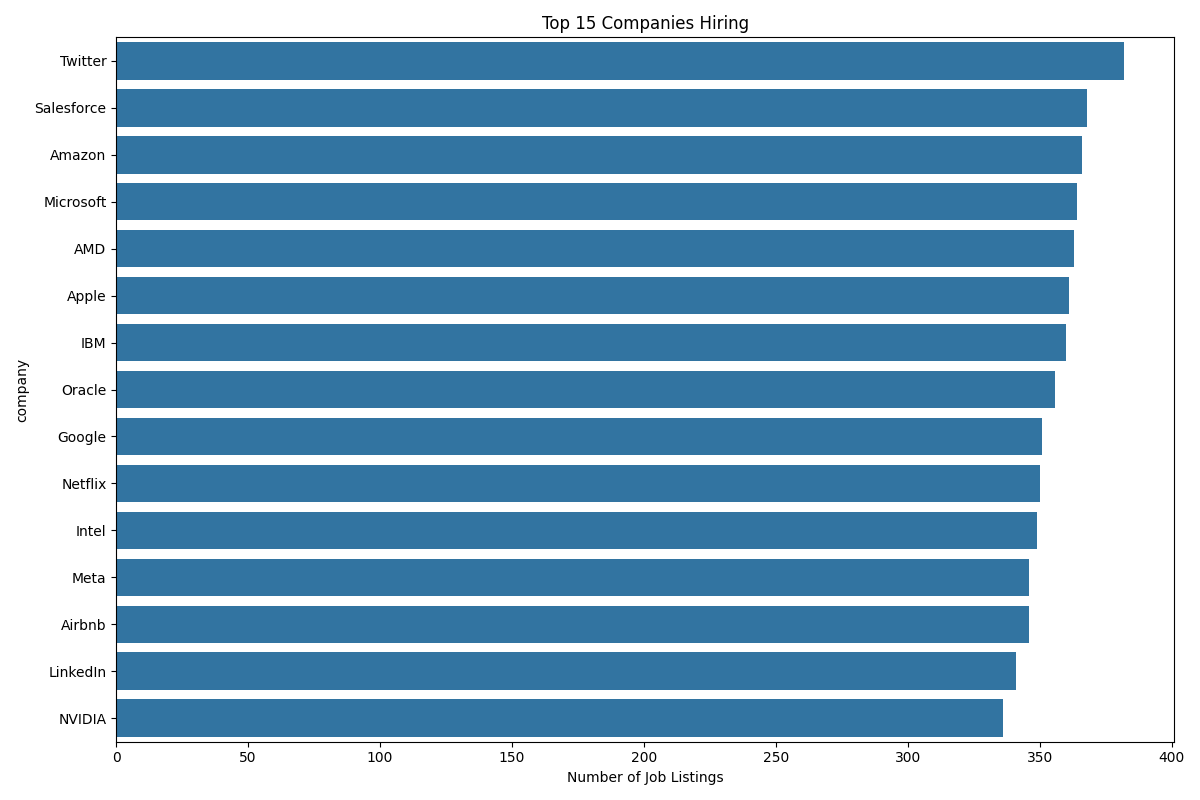 Top 15 Companies Hiring
Twitter
Salesforce
Amazon
Microsoft
AMD
Apple
IBM
Oracle
Google
Netflix
Intel
Meta
Airbnb
LinkedIn
NVIDIA
company
0 50 100 150 200 250 300 350 400
Number of Job Listings